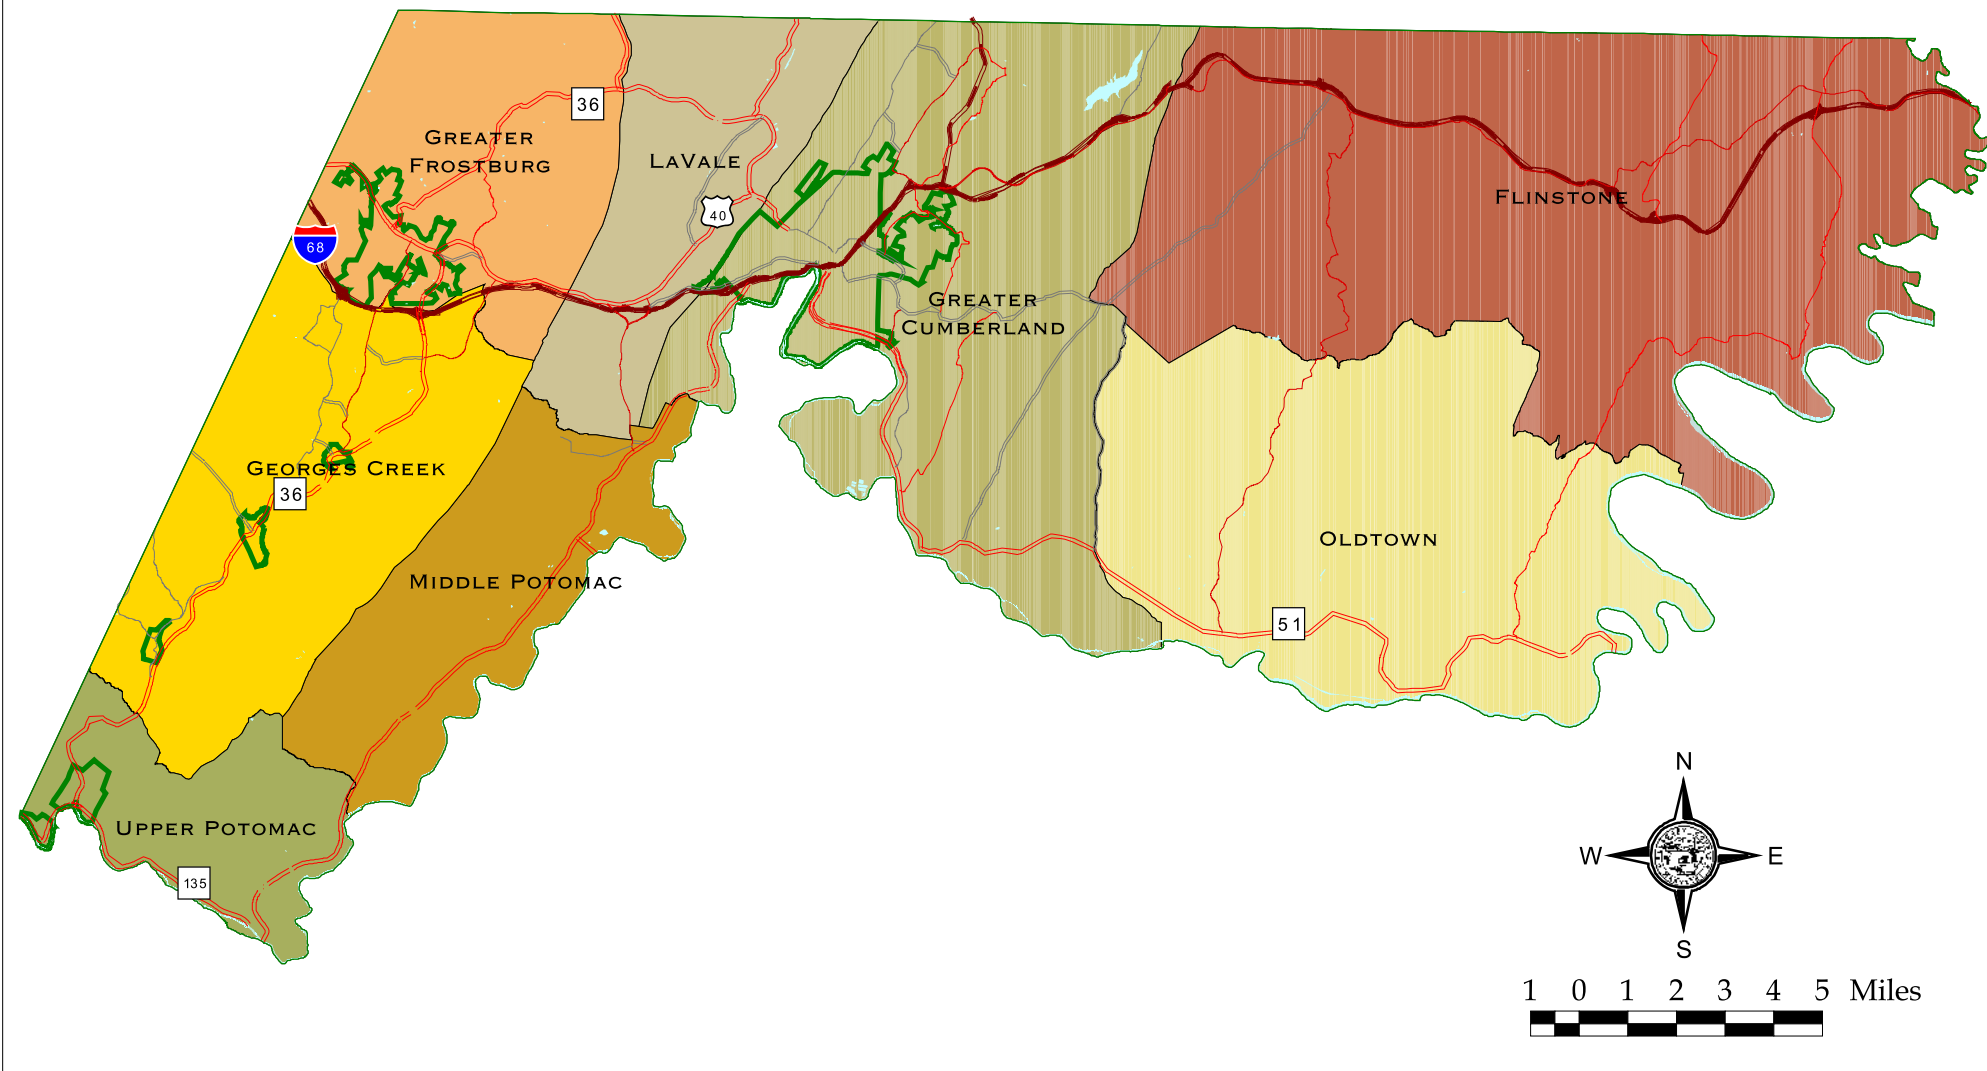 36
GREATER
FROSTBURG
LAVALE
40
FLINSTONE
68
GREATER
CUMBERLAND
GEORGES CREEK
36
OLDTOWN
MIDDLE POTOMAC
51
UPPER POTOMAC
135
N
W E
S
1 0 1 2 3 4 5 Miles